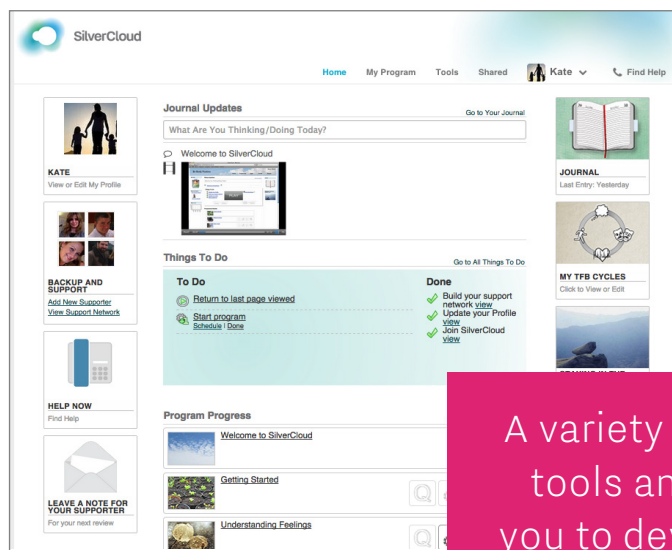 SilverCloud
Home My Program Tools Shared Kate Find Help
KATE
View or Edit My Profile
BACKUP AND
SUPPORT
Add New Supporter
View Support Network
HELP NOW
Find Help
LEAVE A NOTE FOR
YOUR SUPPORTER
For your next review
Journal Updates
Go to Your Journal
What Are You Thinking/Doing Today?
Welcome to SilverCloud
Things To Do
Go to All Things To Do
To Do
Return to last page viewed
Start program
Schedule | Done
Done
Build your support
network view
Update your Profile
view
Join SilverCloud
view
Program Progress
Welcome to SilverCloud
Getting Started
Understanding Feelings
JOURNAL
Last Entry: Yesterday
MY TFB CYCLES
Click to View or Edit
A variety
tools an
you to dev